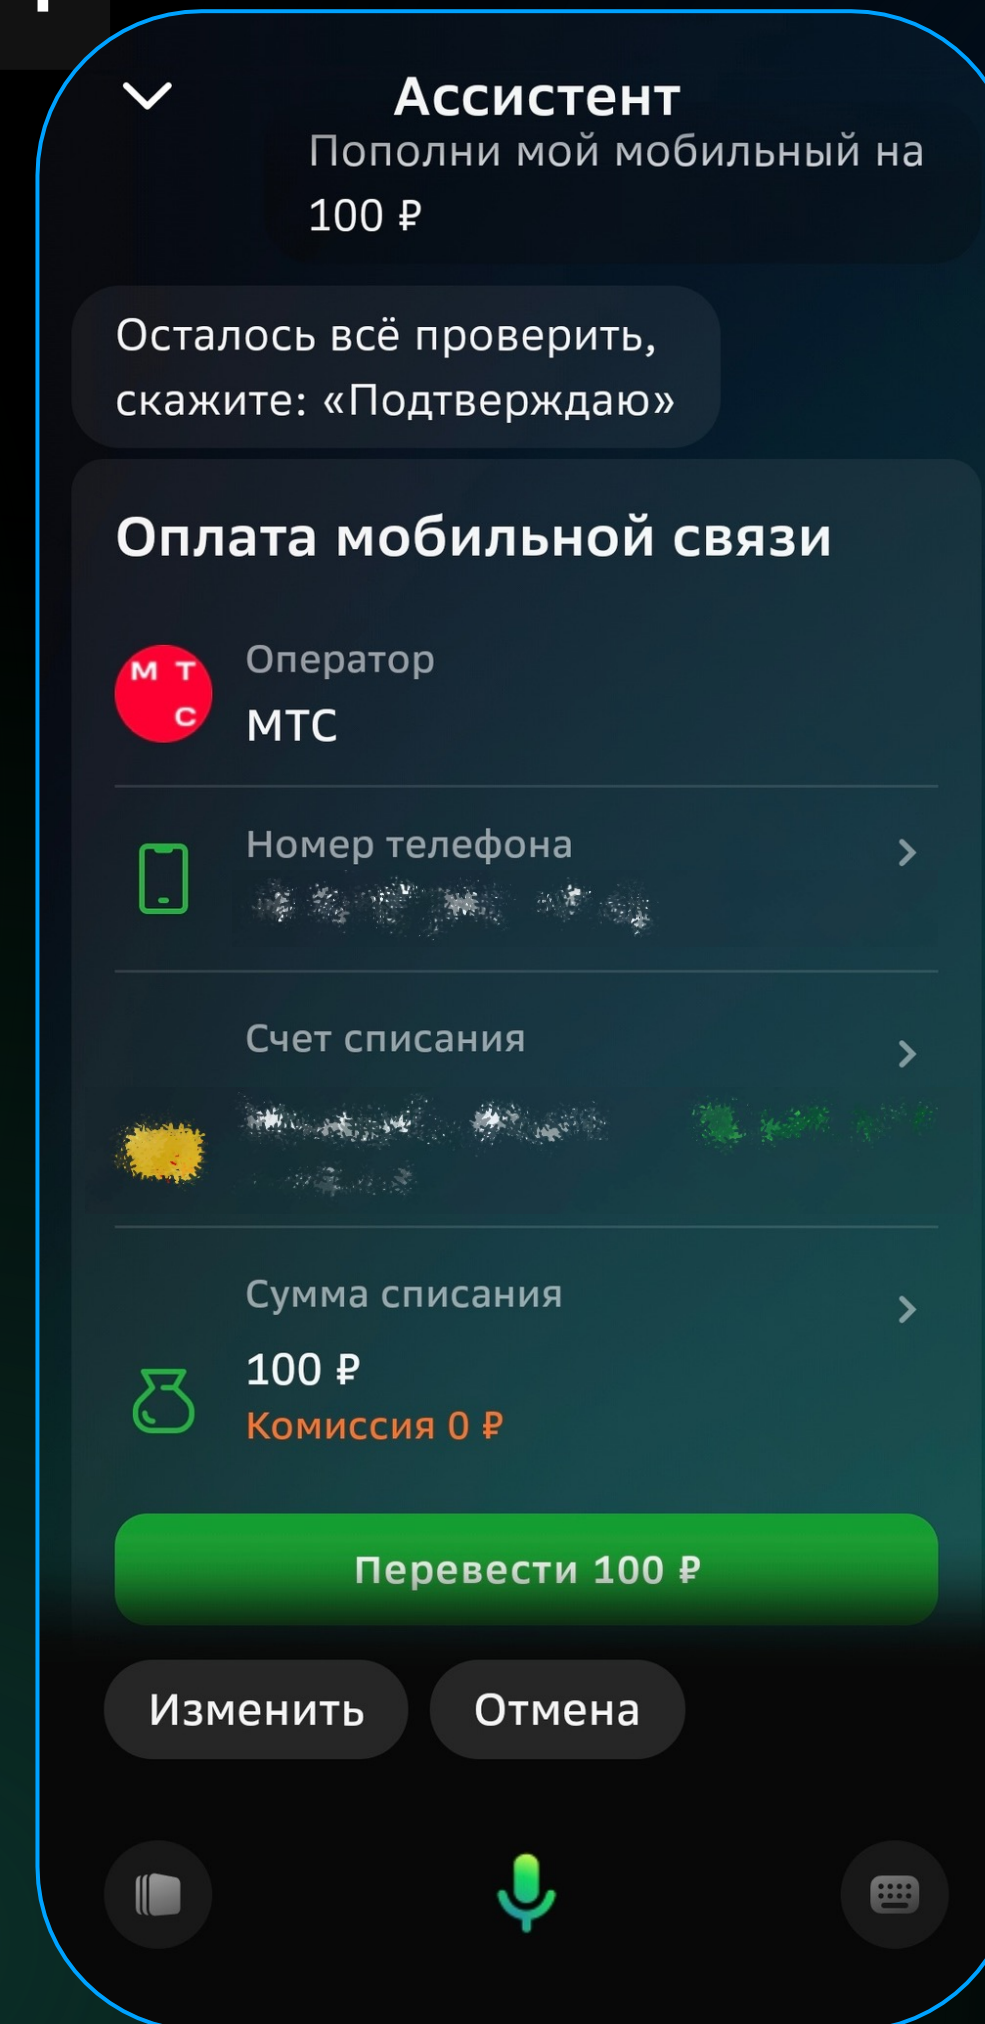 Ассистент
Пополни мой мобильный на
100 ₽
Осталось всё проверить,
скажите: «Подтверждаю»
Оплата мобильной связи
М Т
С
Оператор
МТС
Номер телефона
Счет списания
Сумма списания
100 ₽
Комиссия 0 ₽
Перевести 100 ₽
Изменить
Отмена